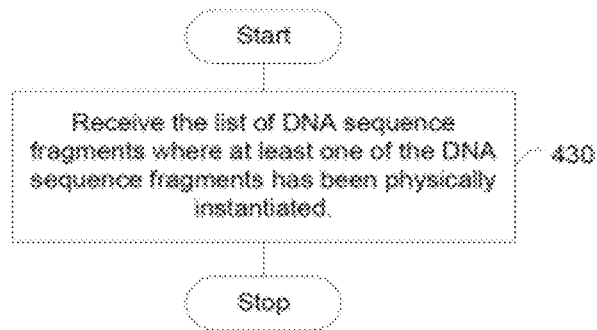 Start
Receive the list of DNA sequence
fragments where at least one of the DNA
sequence fragments has been physically
instantiated.
430
Stop